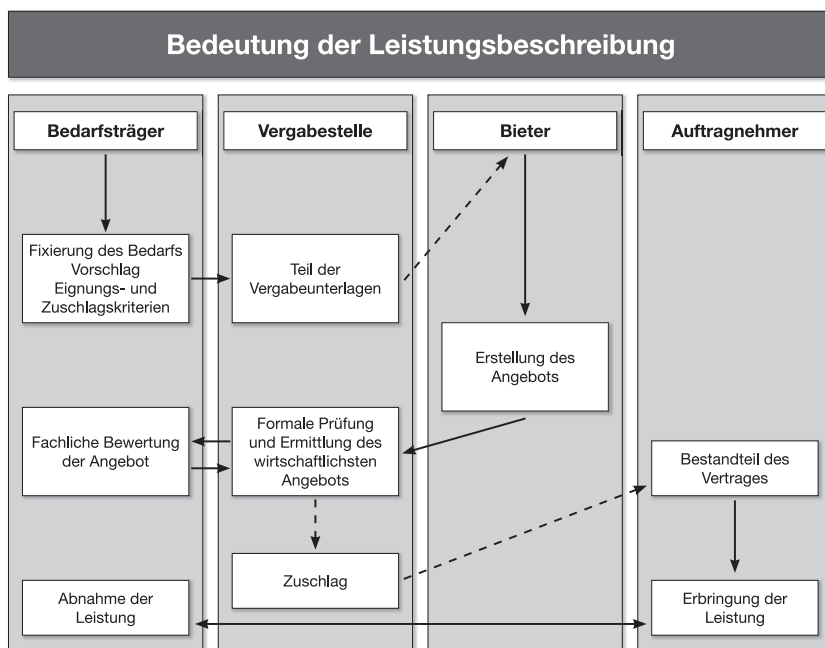 Bedeutung der Leistungsbeschreibung
Bedarfsträger
Vergabestelle
Bieter
Auftragnehmer
Fixierung des Bedarfs
Vorschlag
Eignungs- und
Zuschlagskriterien
Teil der
Vergabeunterlagen
Erstellung des
Angebots
Fachliche Bewertung
der Angebot
Formale Prüfung
und Ermittlung des
wirtschaftlichsten
Angebots
Bestandteil des
Vertrages
Zuschlag
Abnahme der
Leistung
Erbringung der
Leistung